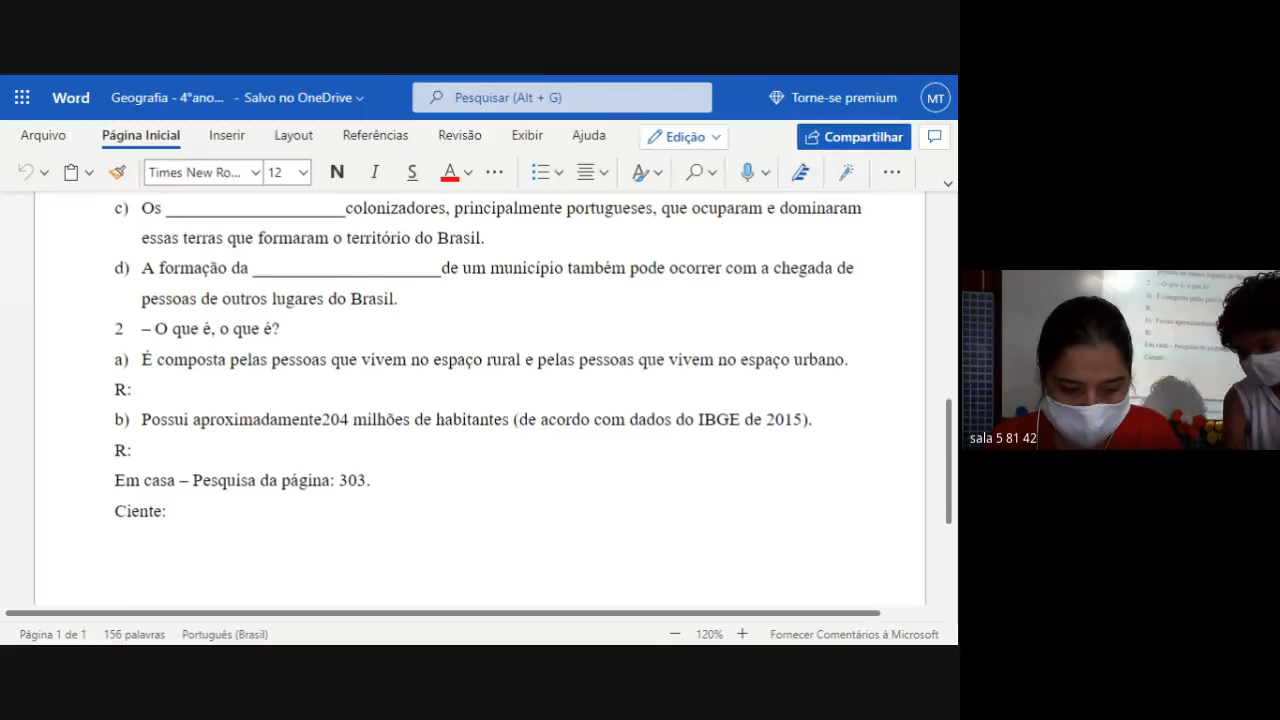 Word Geografia - 4°ano... - Salvo no OneDrive Pesquisar (Alt + G) Torne-se premium MT
Arquivo Página Inicial Inserir Layout Referências Revisão Exibir Ajuda Edição Compartilhar
Times New Ro... 12 N I S A ...
c) Os ____________________colonizadores, principalmente portugueses, que ocuparam e dominaram
essas terras que formaram o território do Brasil.
d) A formação da _____________________de um município também pode ocorrer com a chegada de
pessoas de outros lugares do Brasil.
2 – O que é, o que é?
a) É composta pelas pessoas que vivem no espaço rural e pelas pessoas que vivem no espaço urbano.
R:
b) Possui aproximadamente204 milhões de habitantes (de acordo com dados do IBGE de 2015).
R:
Em casa – Pesquisa da página: 303.
Ciente:
Página 1 de 1 156 palavras Português (Brasil) — 120% + Fornecer Comentários à Microsoft
sala 5 81 42